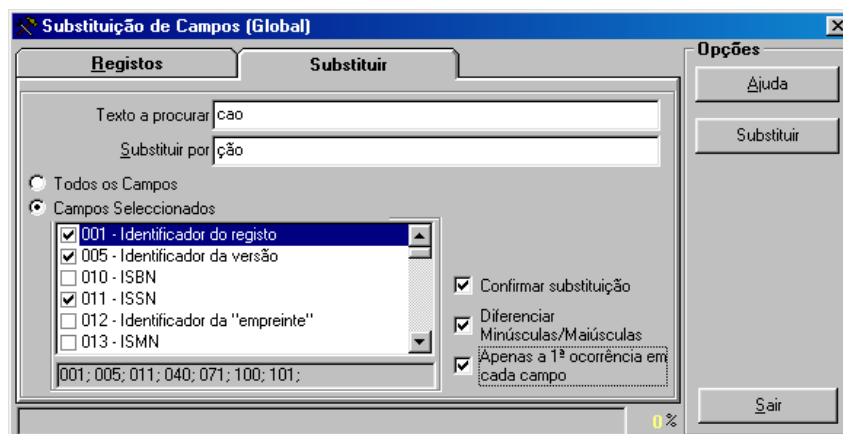 Substituição de Campos (Global)
Registos
Substituir
Opções
Ajuda
Substituir
Sair
Texto a procurar cao
Substituir por ção
Todos os Campos
Campos Seleccionados
001 - Identificador do registo
005 - Identificador da versão
010 - ISBN
011 - ISSN
012 - Identificador da "empreinte"
013 - ISMN
001; 005; 011; 040; 071; 100; 101;
Confirmar substituição
Diferenciar
Minúsculas/Maiúsculas
Apenas a 1ª ocorrência em
cada campo
0%